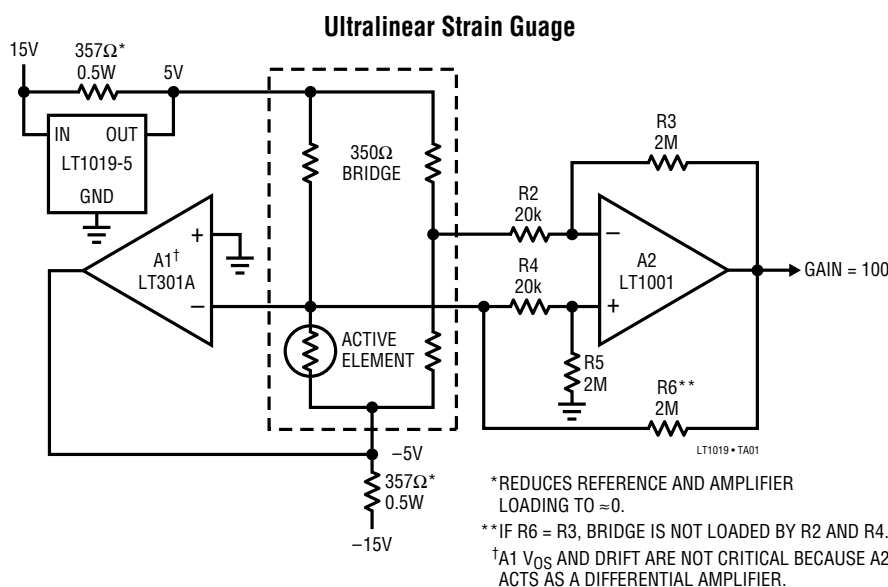 Ultralinear Strain Guage
15V
357Ω*
0.5W
5V
IN OUT
LT1019-5
GND
350Ω
BRIDGE
R3
2M
R2
20k
A1†
LT301A
+
−
R4
20k
−
+
A2
LT1001
GAIN = 100
ACTIVE
ELEMENT
R5
2M
R6**
2M
LT1019 • TA01
−5V
357Ω*
0.5W
−15V
*REDUCES REFERENCE AND AMPLIFIER
LOADING TO ≈0.
**IF R6 = R3, BRIDGE IS NOT LOADED BY R2 AND R4.
†A1 VOS AND DRIFT ARE NOT CRITICAL BECAUSE A2
ACTS AS A DIFFERENTIAL AMPLIFIER.